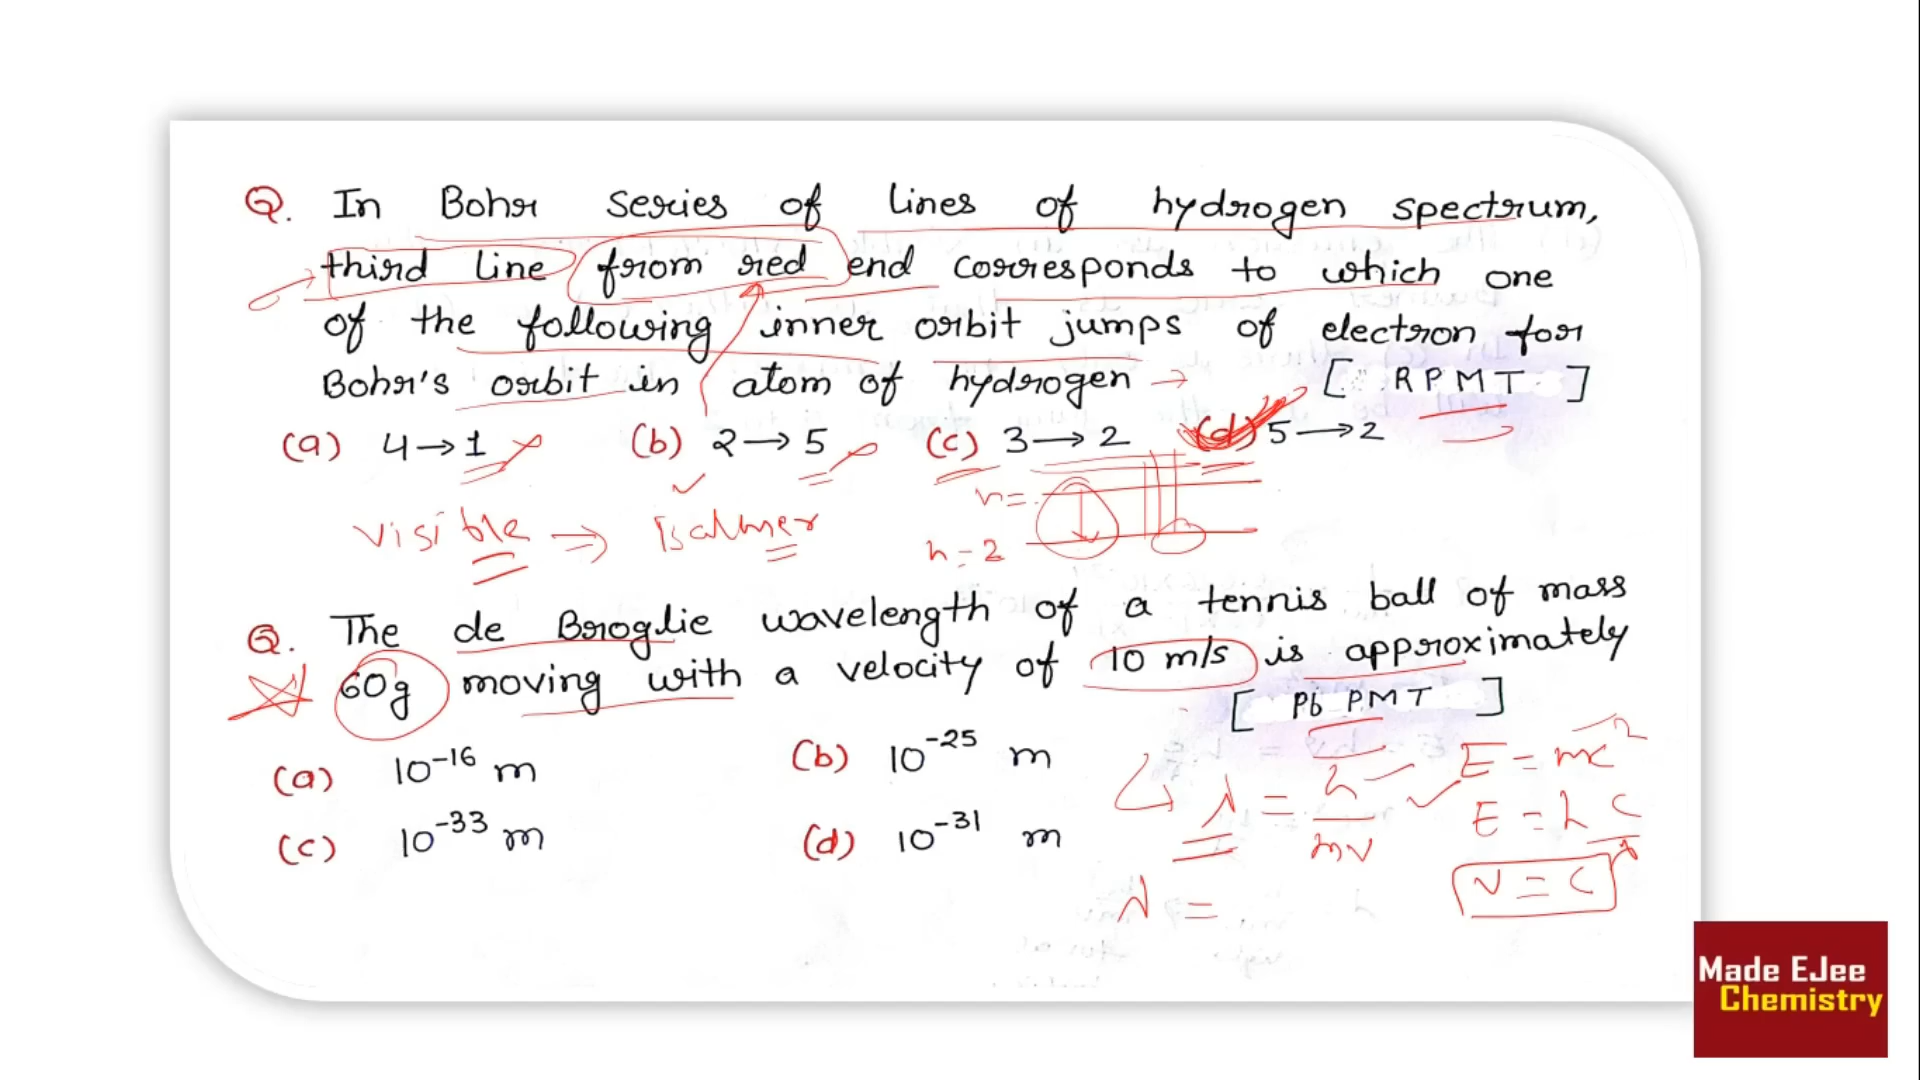 Q. In Bohr series of lines of hydrogen spectrum,
third line from red end corresponds to which one
of the following inner orbit jumps of electron for
Bohr's orbit in atom of hydrogen → [ RPMT ]
(a) 4→1 (b) 2→5 (c) 3→2 (d) 5→2
n=
visible ⇒ Balmer
n=2
Q. The de Broglie wavelength of a tennis ball of mass
60g moving with a velocity of 10 m/s is approximately
[ Pb PMT ]
(a) 10⁻¹⁶ m (b) 10⁻²⁵ m
E = mc²
λ = h/mv
E = h c/λ
(c) 10⁻³³ m (d) 10⁻³¹ m
v = c
λ =
Made EJee
Chemistry